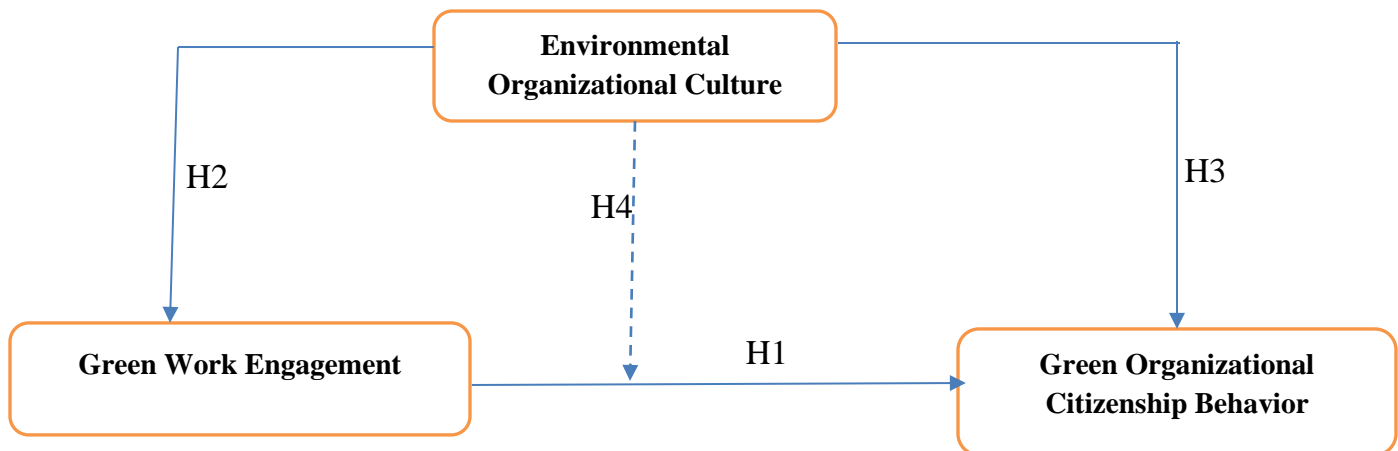 Environmental
Organizational Culture
H2
H3
H4
H1
Green Work Engagement
Green Organizational
Citizenship Behavior